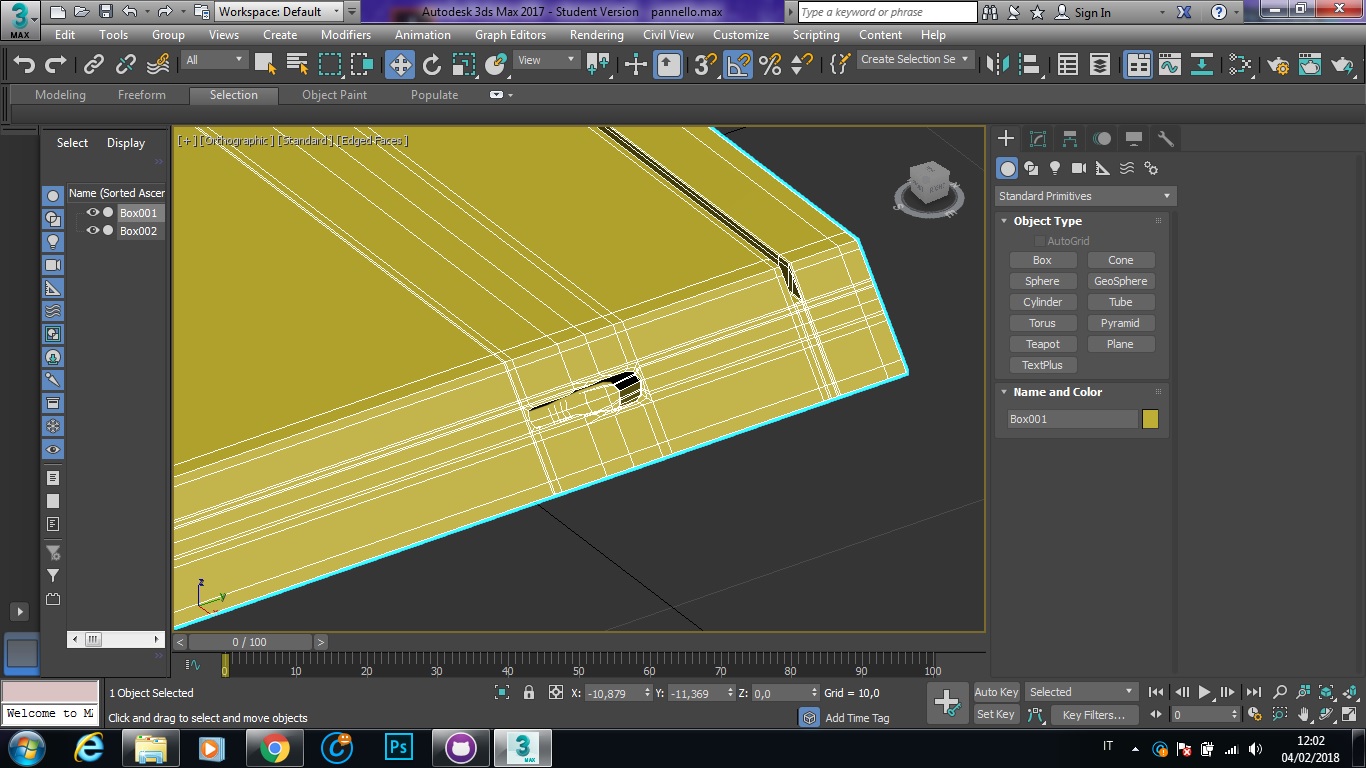 3
MAX
Workspace: Default
Autodesk 3ds Max 2017 - Student Version pannello.max
Type a keyword or phrase
Sign In
Edit Tools Group Views Create Modifiers Animation Graph Editors Rendering Civil View Customize Scripting Content Help
All
View
3
Create Selection Se
Modeling Freeform Selection Object Paint Populate
Select Display
[ + ] [Orthographic ] [Standard ] [Edged Faces ]
Name (Sorted Ascer
Box001
Box002
Standard Primitives
Object Type
AutoGrid
Box Cone
Sphere GeoSphere
Cylinder Tube
Torus Pyramid
Teapot Plane
TextPlus
Name and Color
Box001
z
y
0 / 100
0 10 20 30 40 50 60 70 80 90 100
1 Object Selected
X: -10,879 Y: -11,369 Z: 0,0 Grid = 10,0
Auto Key Selected
Welcome to MA
Click and drag to select and move objects
Add Time Tag
Set Key Key Filters...
0
Ps
3
MAX
IT
12:02
04/02/2018